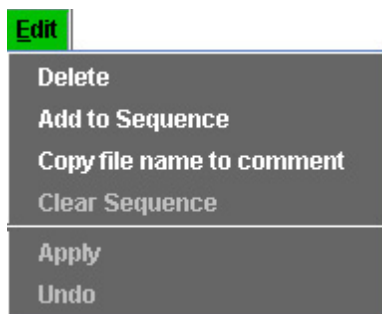 Edit
Delete
Add to Sequence
Copy file name to comment
Clear Sequence
Apply
Undo